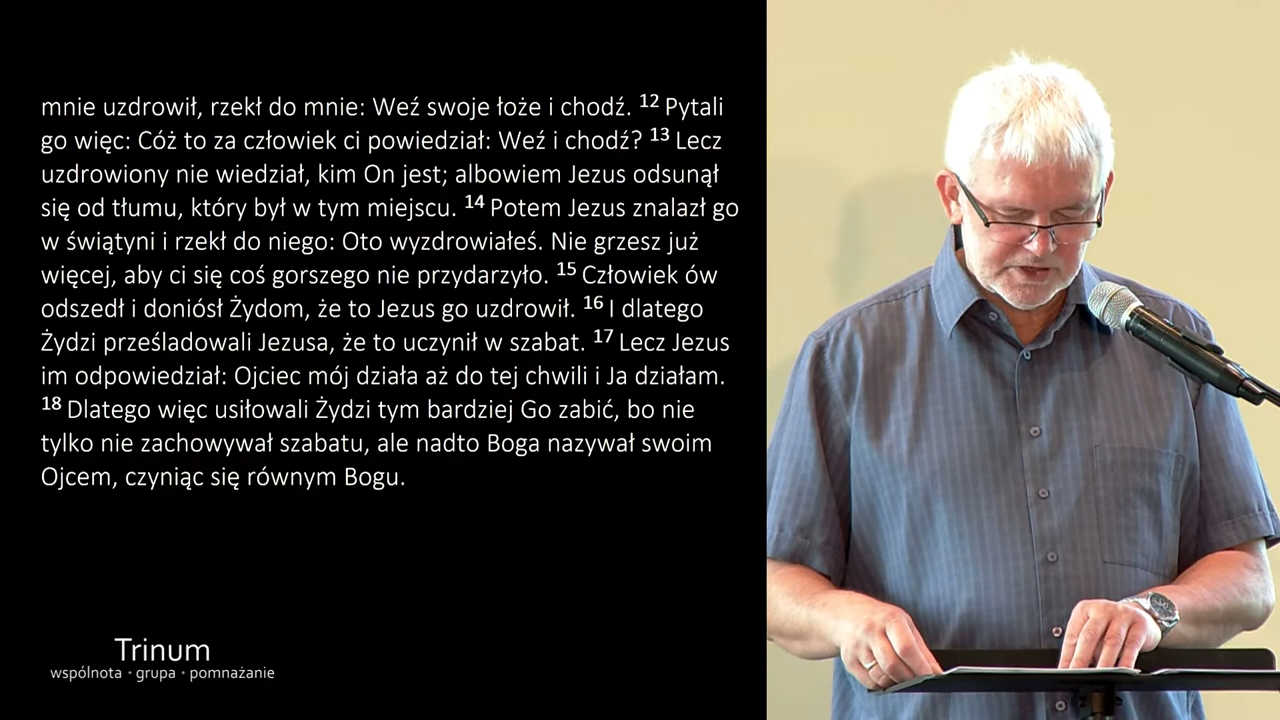 mnie uzdrowił, rzekł do mnie: Weź swoje łoże i chodź. 12 Pytali
go więc: Cóż to za człowiek ci powiedział: Weź i chodź? 13 Lecz
uzdrowiony nie wiedział, kim On jest; albowiem Jezus odsunął
się od tłumu, który był w tym miejscu. 14 Potem Jezus znalazł go
w świątyni i rzekł do niego: Oto wyzdrowiałeś. Nie grzesz już
więcej, aby ci się coś gorszego nie przydarzyło. 15 Człowiek ów
odszedł i doniósł Żydom, że to Jezus go uzdrowił. 16 I dlatego
Żydzi prześladowali Jezusa, że to uczynił w szabat. 17 Lecz Jezus
im odpowiedział: Ojciec mój działa aż do tej chwili i Ja działam.
18 Dlatego więc usiłowali Żydzi tym bardziej Go zabić, bo nie
tylko nie zachowywał szabatu, ale nadto Boga nazywał swoim
Ojcem, czyniąc się równym Bogu.
Trinum
wspólnota · grupa · pomnażanie